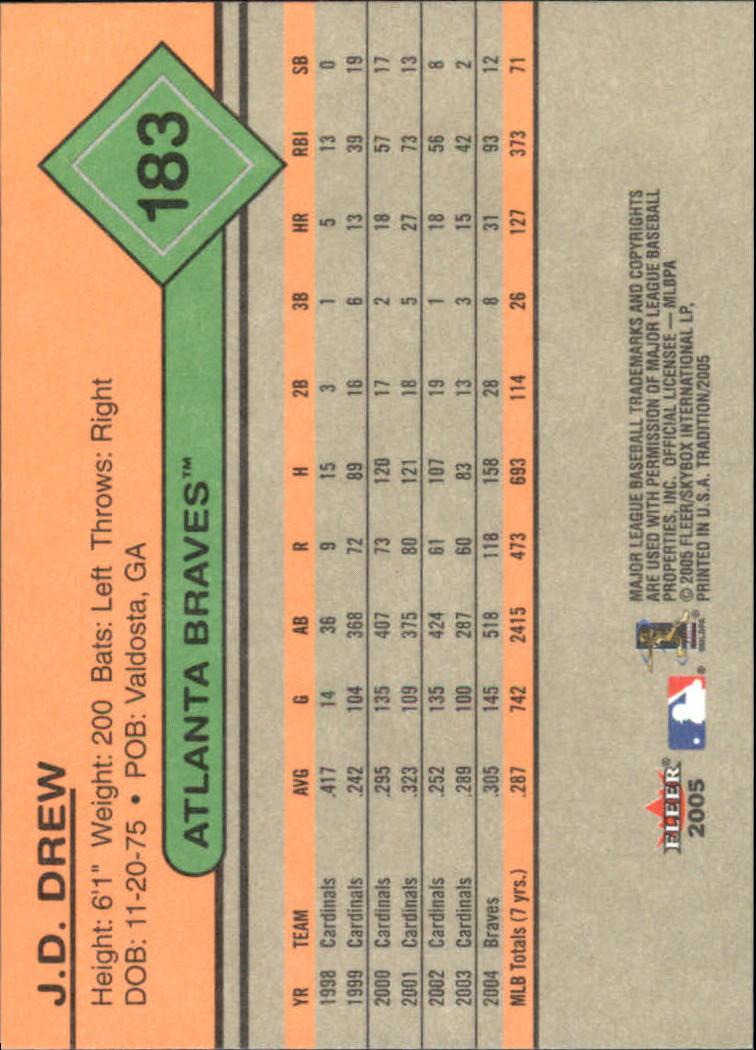 J.D. DREW
Height: 6'1" Weight: 200 Bats: Left Throws: Right
DOB: 11-20-75 • POB: Valdosta, GA
183
ATLANTA BRAVES™
YR TEAM AVG G AB R H 2B 3B HR RBI SB
1998 Cardinals .417 14 36 9 15 3 1 5 13 0
1999 Cardinals .242 104 368 72 89 16 6 13 39 19
2000 Cardinals .295 135 407 73 120 17 2 18 57 17
2001 Cardinals .323 109 375 80 121 18 5 27 73 13
2002 Cardinals .252 135 424 61 107 19 1 18 56 8
2003 Cardinals .289 100 287 60 83 13 3 15 42 2
2004 Braves .305 145 518 118 158 28 8 31 93 12
MLB Totals (7 yrs.) .287 742 2415 473 693 114 26 127 373 71
FLEER®
2005
®
®
©MLBPA
MAJOR LEAGUE BASEBALL TRADEMARKS AND COPYRIGHTS
ARE USED WITH PERMISSION OF MAJOR LEAGUE BASEBALL
PROPERTIES, INC. OFFICIAL LICENSEE — MLBPA
© 2005 FLEER/SKYBOX INTERNATIONAL LP,
PRINTED IN U.S.A. TRADITION/2005